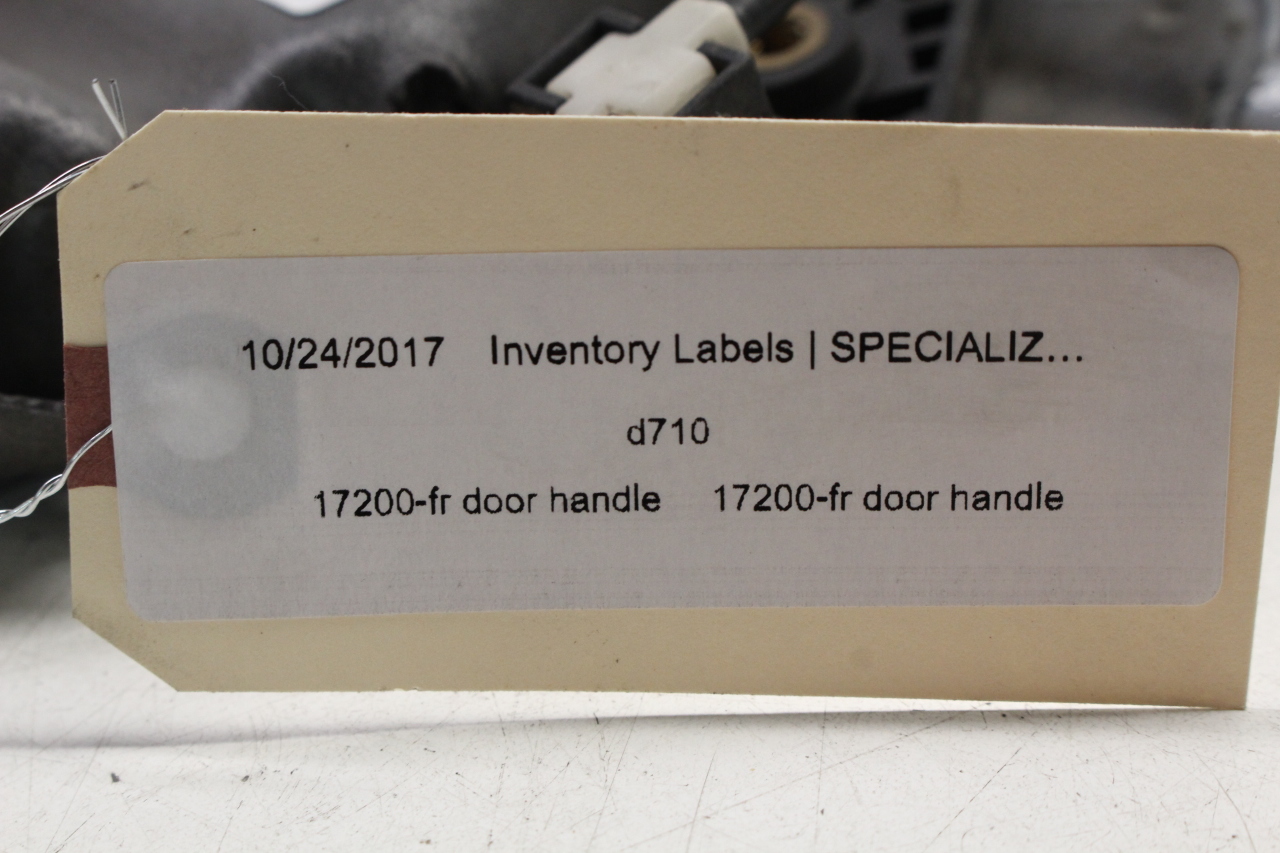 10/24/2017 Inventory Labels | SPECIALIZ...
d710
17200-fr door handle 17200-fr door handle